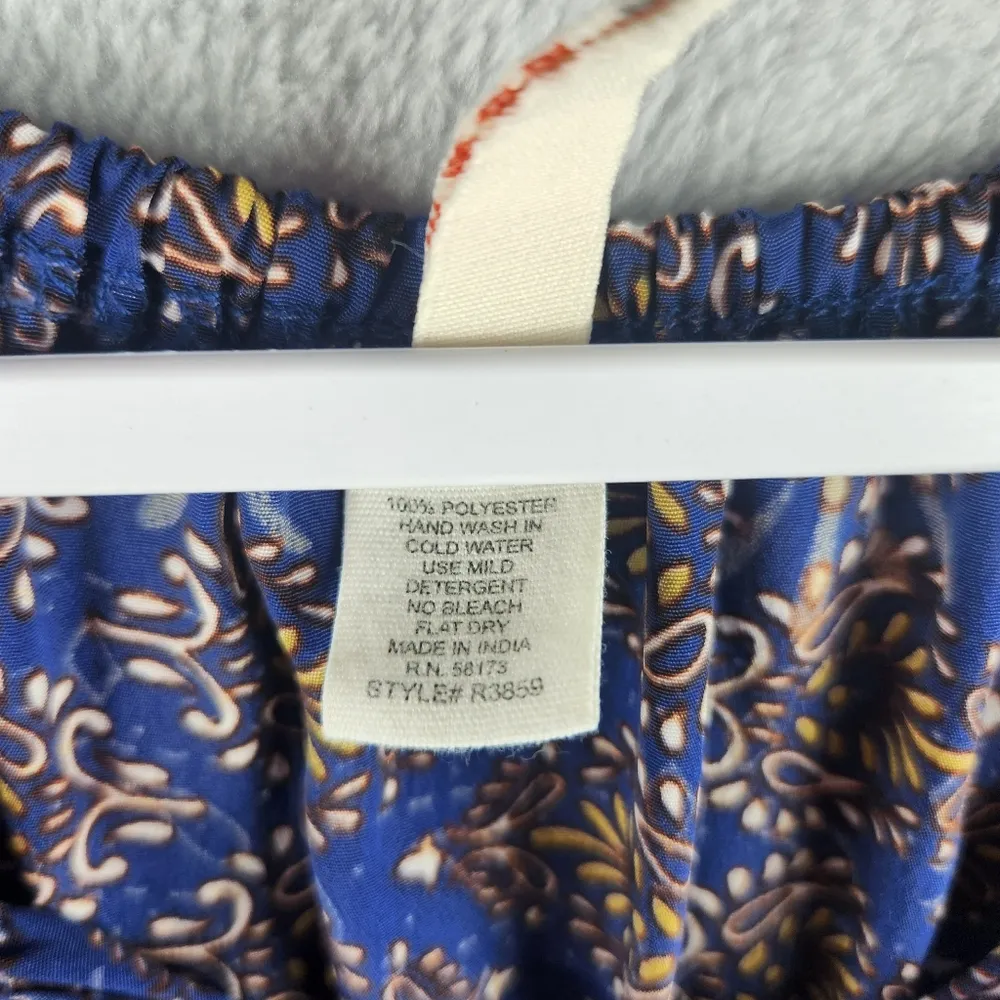 100% POLYESTER
HAND WASH IN
COLD WATER
USE MILD
DETERGENT
NO BLEACH
FLAT DRY
MADE IN INDIA
R.N. 58173
STYLE# R3859